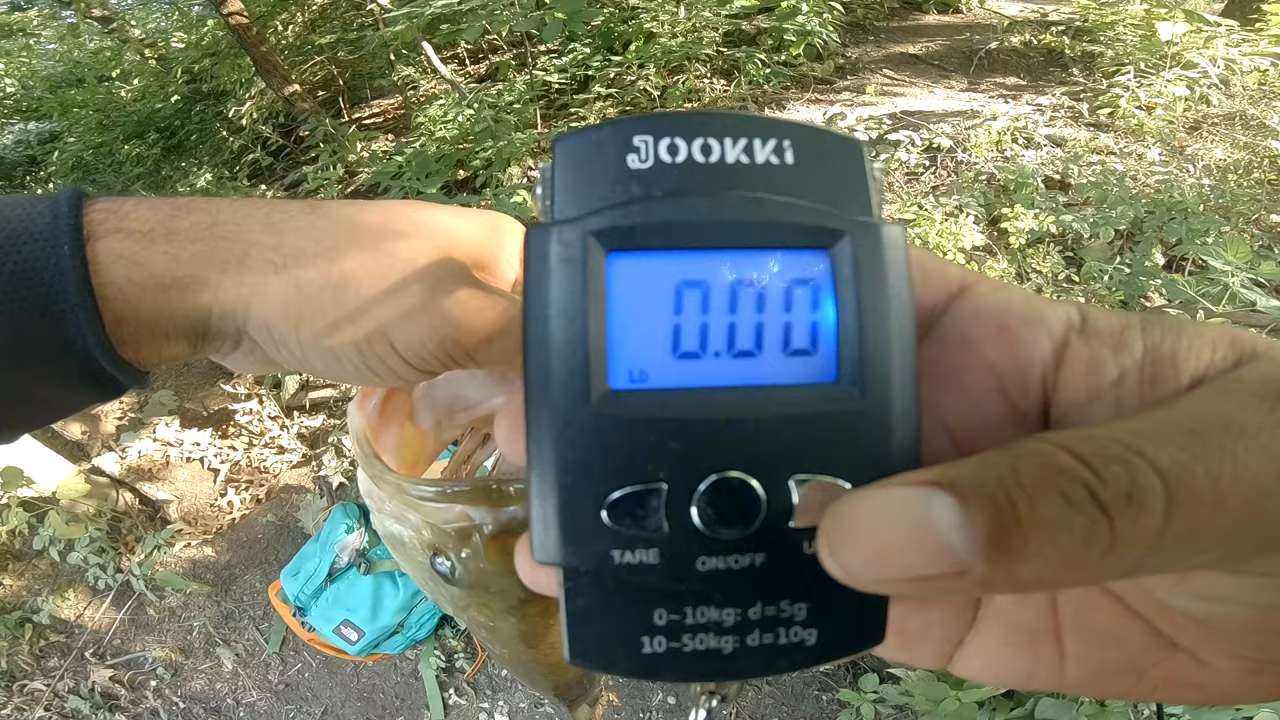 JOOKKi
0.00
Lb
TARE
ON/OFF
0~10kg: d=5g
10~50kg: d=10g